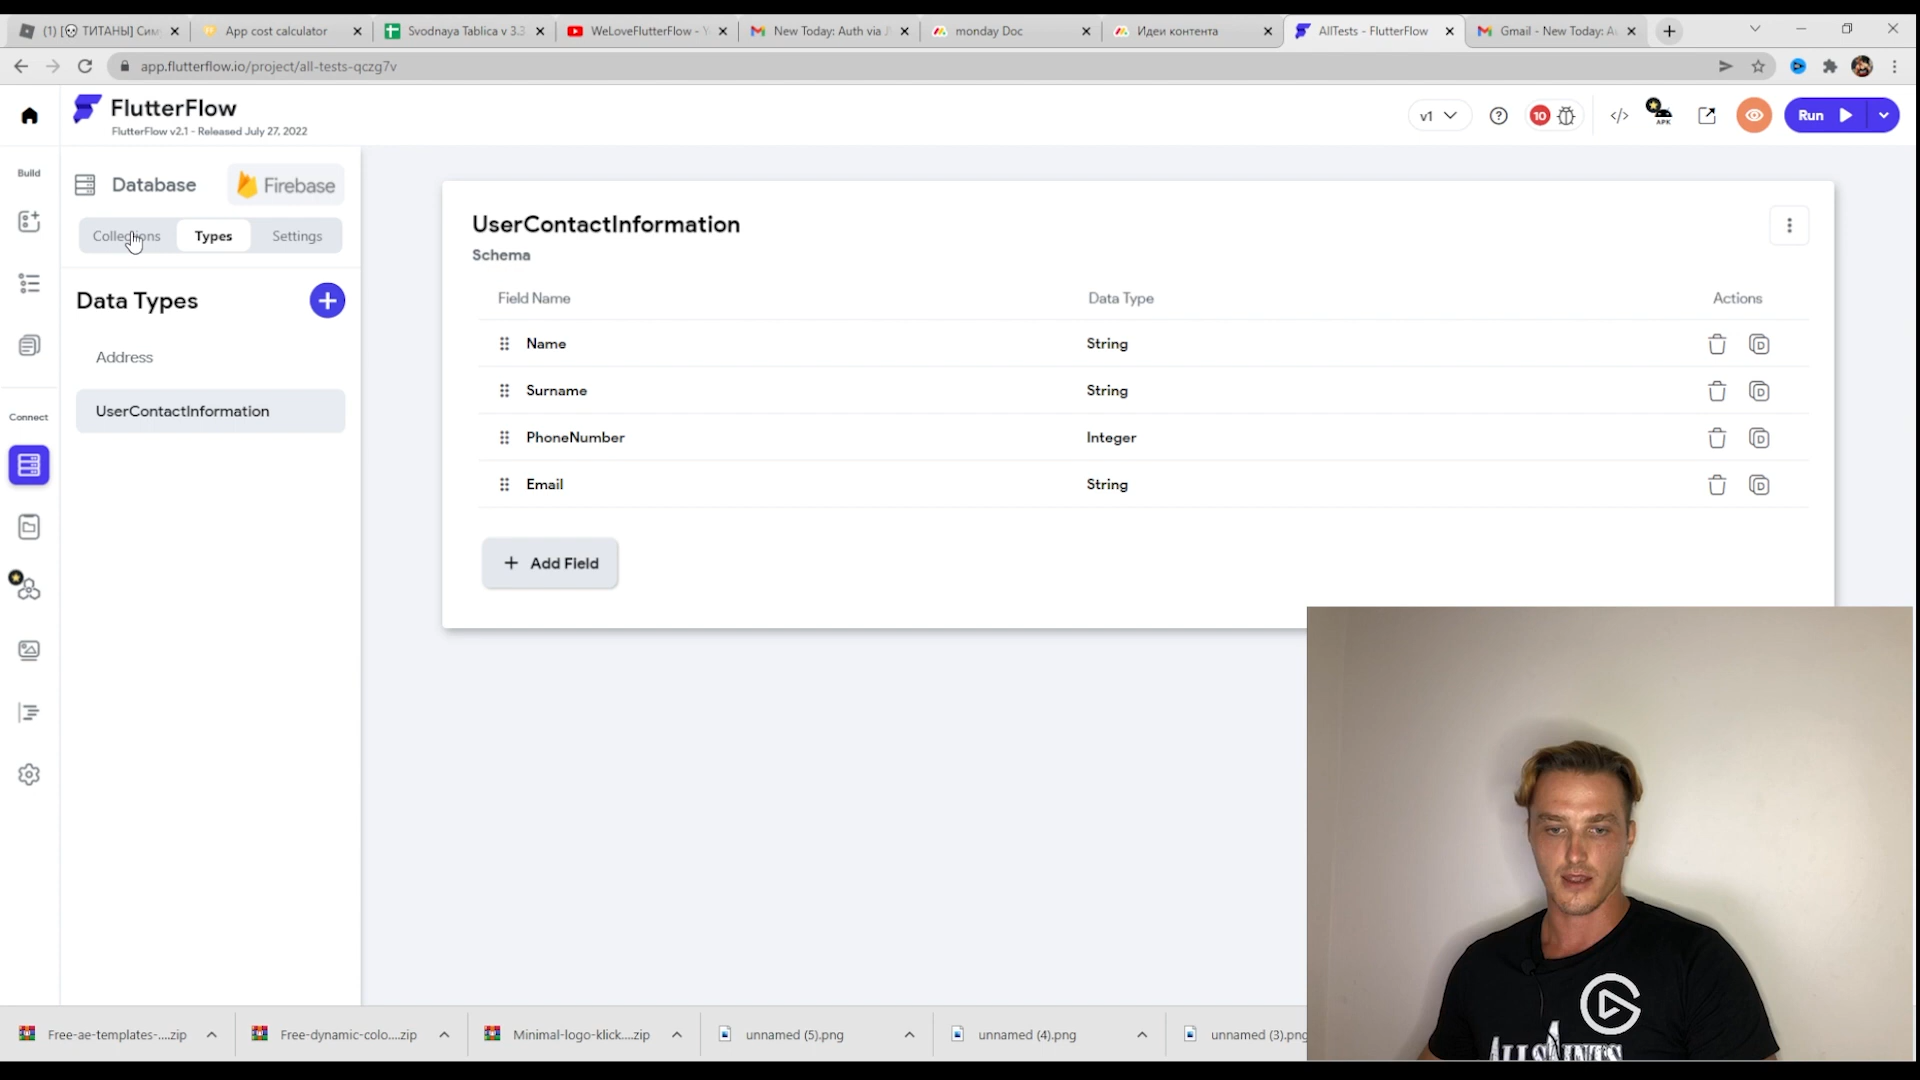 (1) [💀 ТИТАНЫ] Сим
App cost calculator
Svodnaya Tablica v 3.3
WeLoveFlutterFlow - Y
New Today: Auth via J
monday Doc
Идеи контента
AllTests - FlutterFlow
Gmail - New Today: Au
app.flutterflow.io/project/all-tests-qczg7v
FlutterFlow
FlutterFlow v2.1 - Released July 27, 2022
v1
10
</>
APK
Run
Build
Database
Firebase
Collections
Types
Settings
Data Types
Address
UserContactInformation
Connect
UserContactInformation
Schema
Field Name
Data Type
Actions
Name
String
Surname
String
PhoneNumber
Integer
Email
String
+ Add Field
Free-ae-templates-....zip
Free-dynamic-colo....zip
Minimal-logo-klick....zip
unnamed (5).png
unnamed (4).png
unnamed (3).png
ALLSAINTS